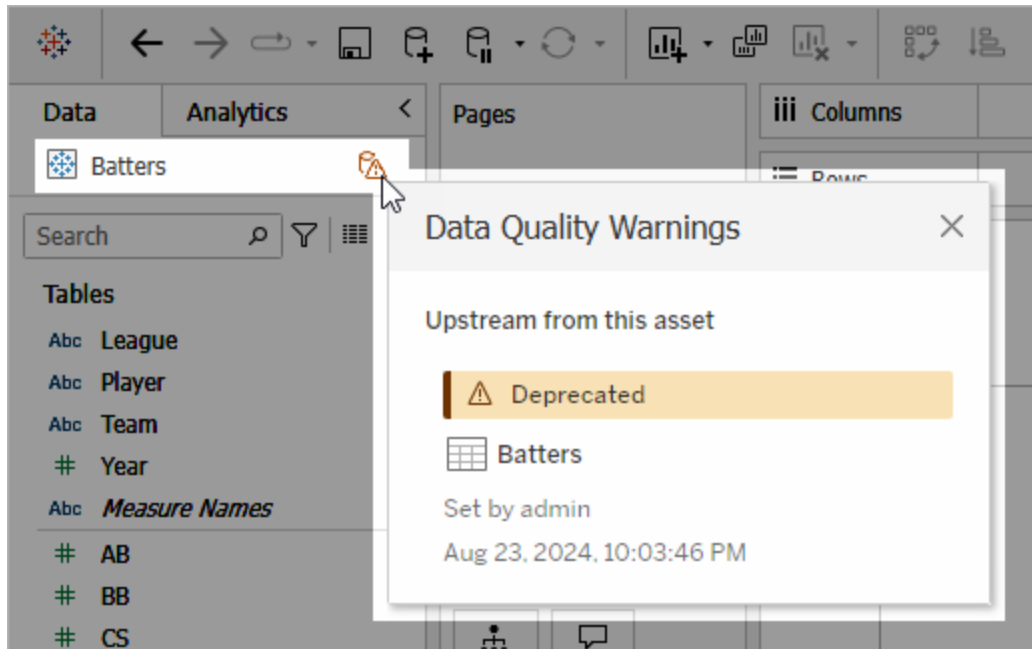 Data
Analytics
Pages
Columns
Batters
Rows
Search
Data Quality Warnings
Tables
Upstream from this asset
Abc League
Abc Player
Deprecated
Abc Team
Batters
# Year
Abc Measure Names
Set by admin
# AB
Aug 23, 2024, 10:03:46 PM
# BB
# CS